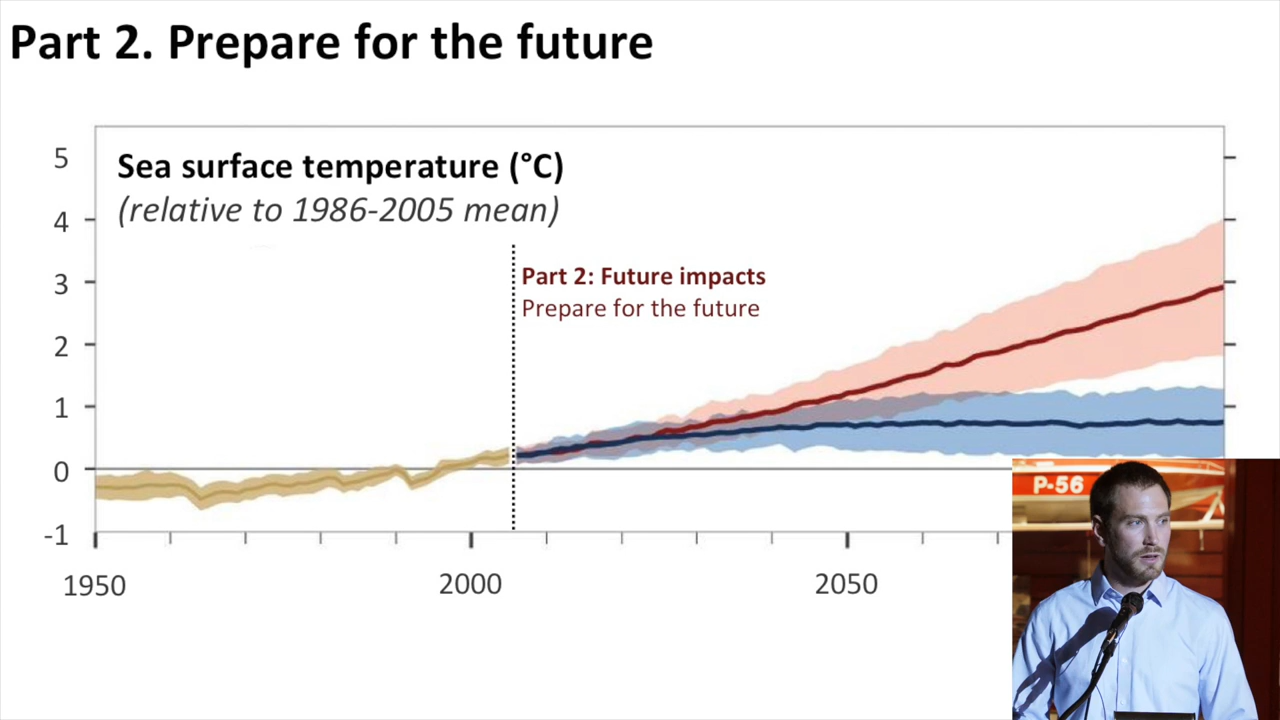 Part 2. Prepare for the future
5
Sea surface temperature (°C)
4
(relative to 1986-2005 mean)
3
Part 2: Future impacts
Prepare for the future
2
1
0
-1
1950
2000
2050
P-56